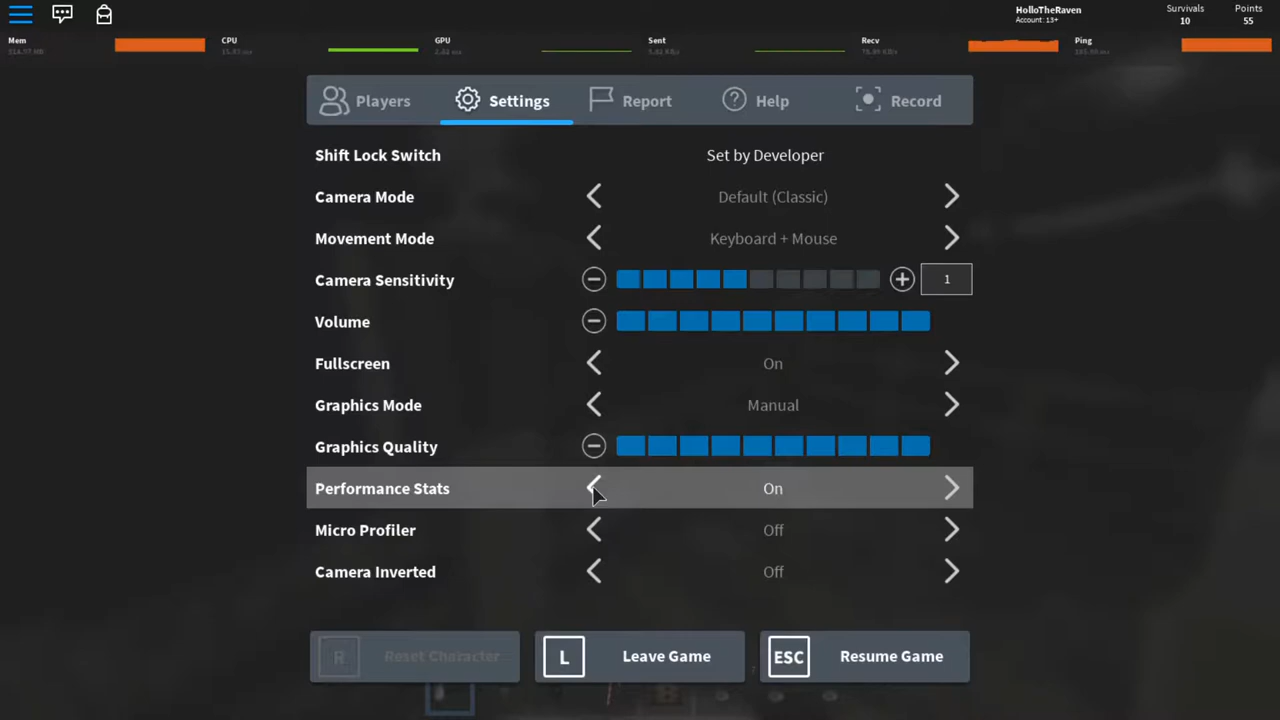 HolloTheRaven
Account: 13+
Survivals
10
Points
55
Mem
CPU
GPU
Sent
Recv
Ping
Players
Settings
Report
Help
Record
Shift Lock Switch
Set by Developer
Camera Mode
Default (Classic)
Movement Mode
Keyboard + Mouse
Camera Sensitivity
1
Volume
Fullscreen
On
Graphics Mode
Manual
Graphics Quality
Performance Stats
On
Micro Profiler
Off
Camera Inverted
Off
R
Reset Character
L
Leave Game
ESC
Resume Game